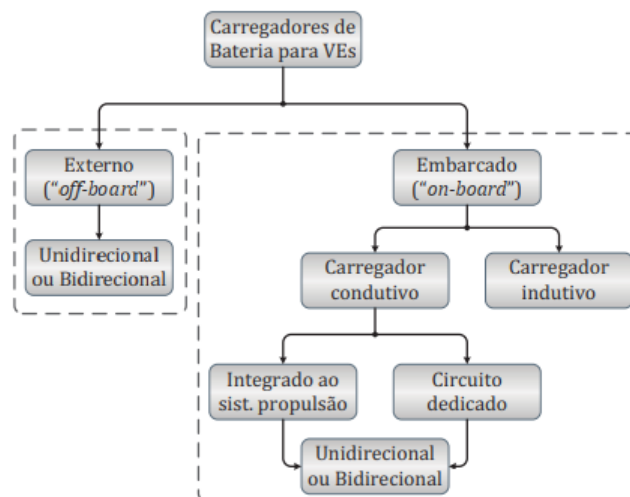 Carregadores de
Bateria para VEs
Externo
("off-board")
Embarcado
("on-board")
Unidirecional
ou Bidirecional
Carregador
condutivo
Carregador
indutivo
Integrado ao
sist. propulsão
Circuito
dedicado
Unidirecional
ou Bidirecional